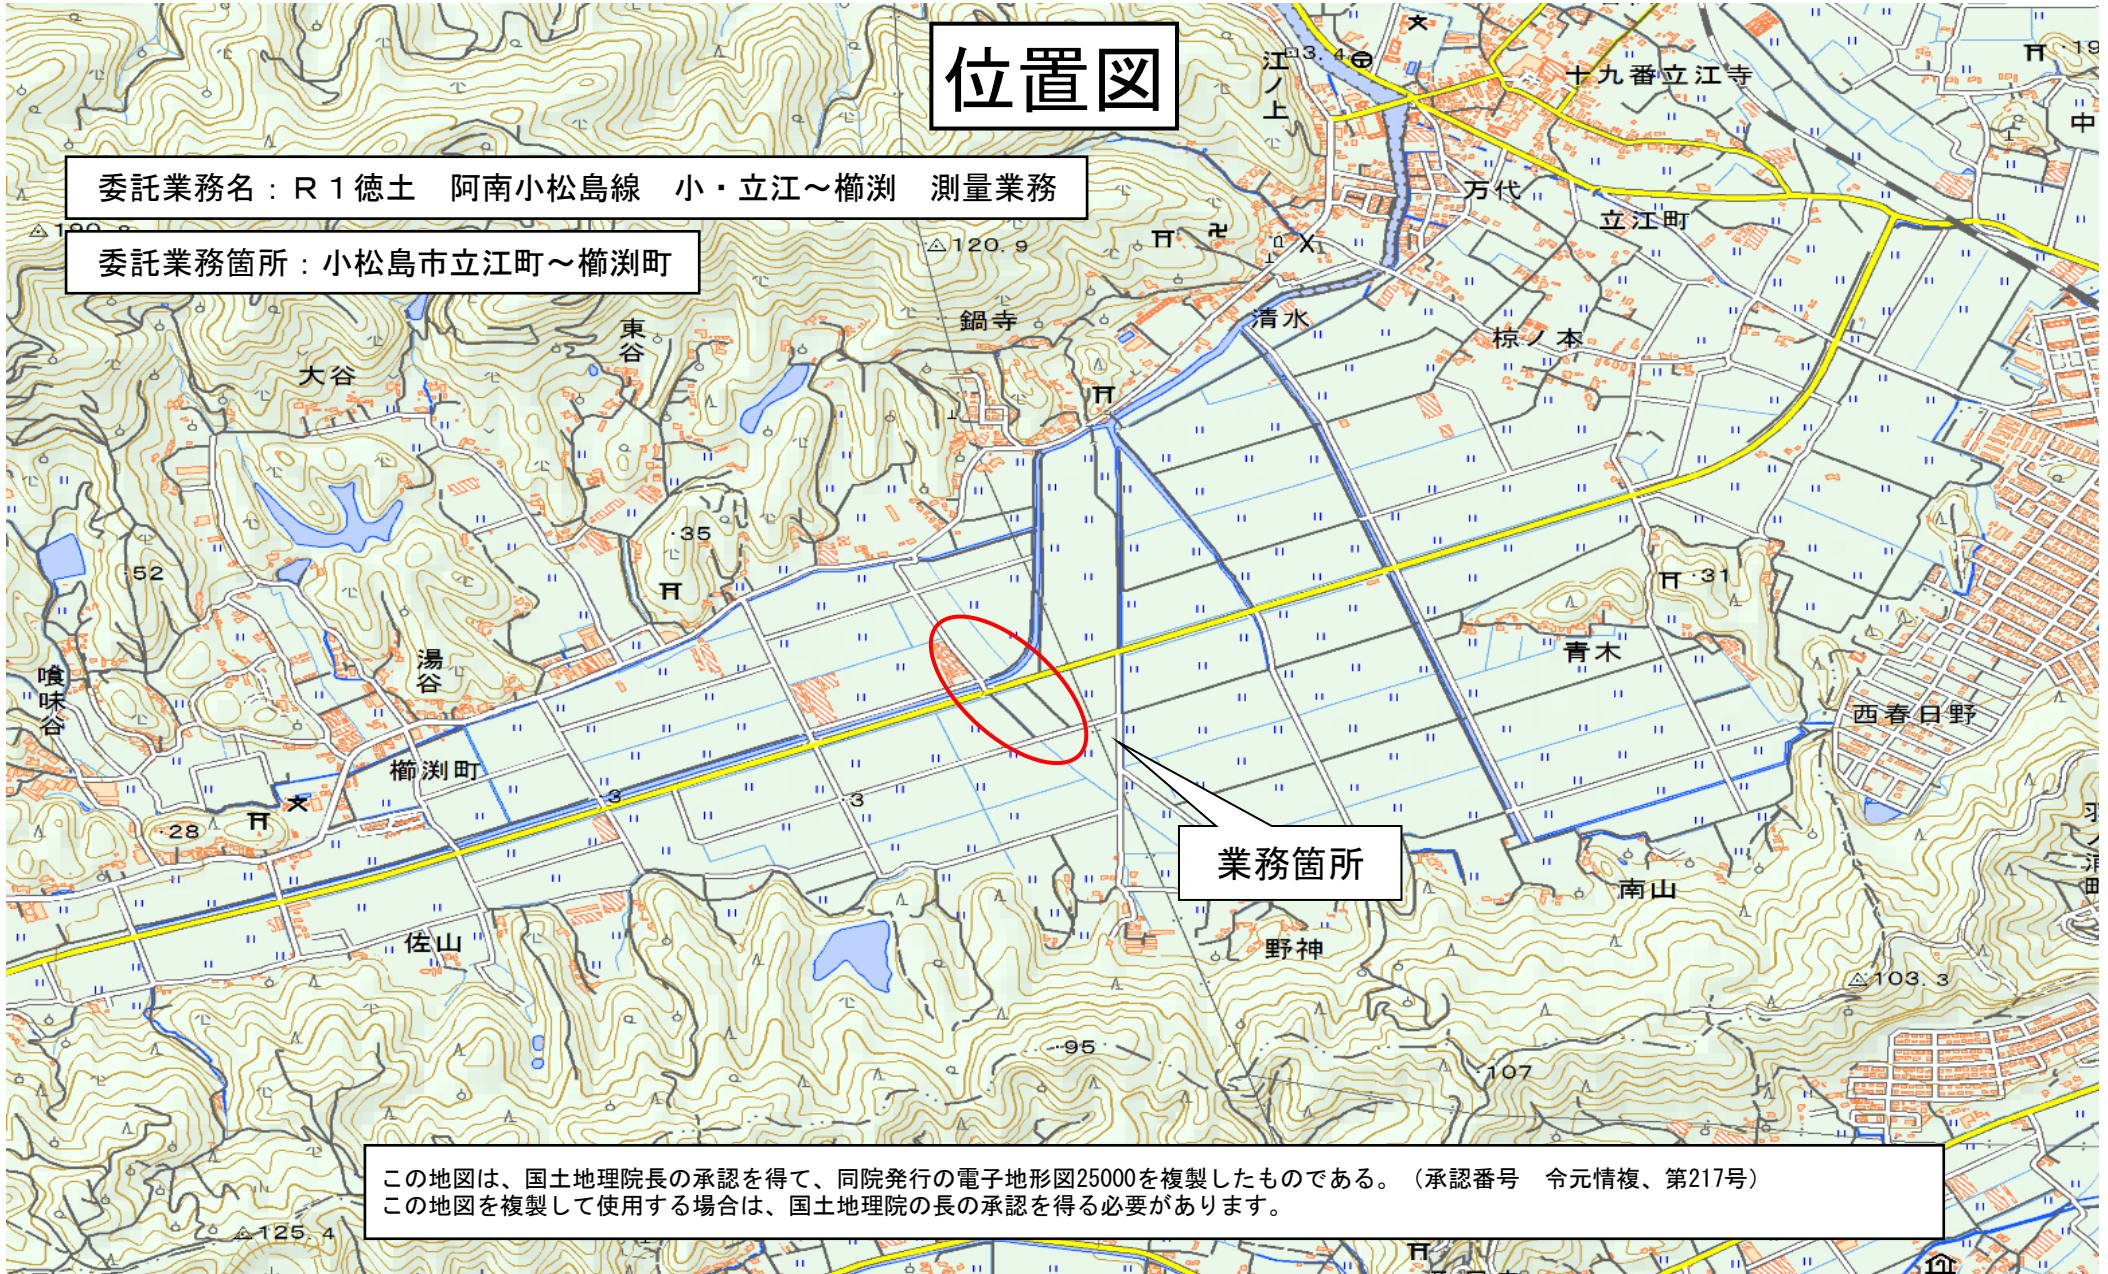 位置図
委託業務名：Ｒ１徳土　阿南小松島線　小・立江～櫛渕　測量業務
委託業務箇所：小松島市立江町～櫛渕町
江ノ上
3.4
十九番立江寺
19
中
万代
立江町
120.9
清水
椋ノ本
鍋寺
東谷
大谷
35
52
31
青木
湯谷
喰味谷
西春日野
櫛渕町
3
3
28
業務箇所
南山
佐山
野神
103.3
95
107
この地図は、国土地理院長の承認を得て、同院発行の電子地形図25000を複製したものである。（承認番号　令元情複、第217号）
この地図を複製して使用する場合は、国土地理院の長の承認を得る必要があります。
125.4